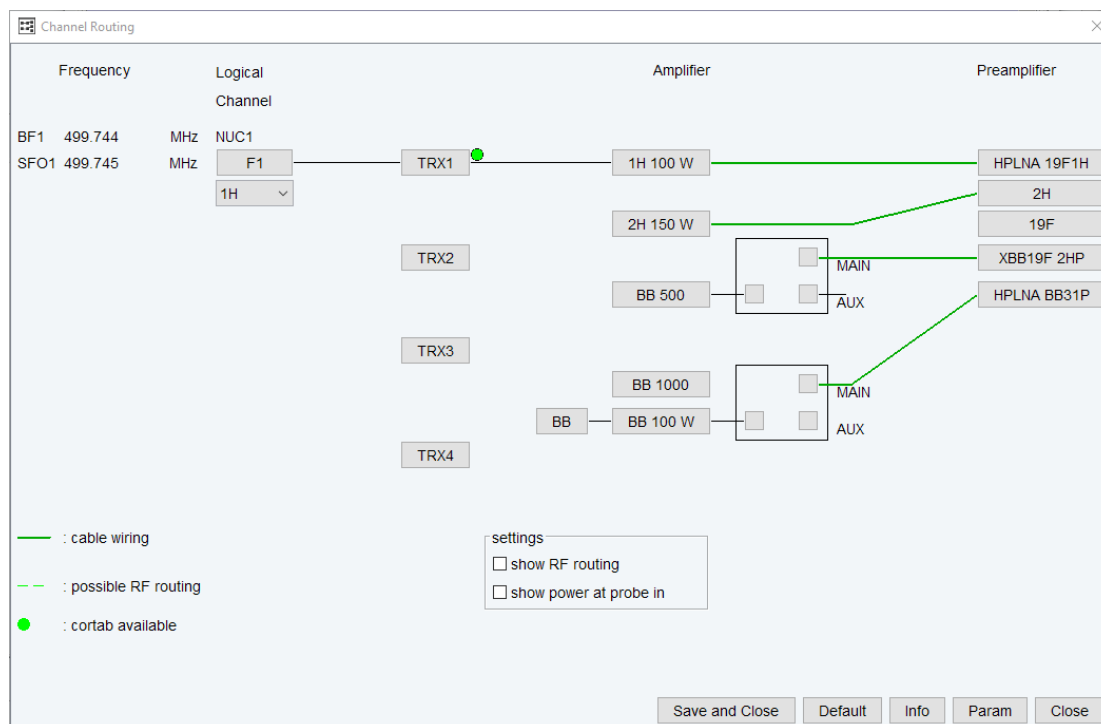 Channel Routing
Frequency Logical Channel Amplifier Preamplifier
BF1 499.744 MHz NUC1
SFO1 499.745 MHz F1 TRX1 1H 100 W HPLNA 19F1H
1H 2H
2H 150 W 19F
TRX2 MAIN XBB19F 2HP
BB 500 AUX HPLNA BB31P
TRX3
BB 1000 MAIN
BB BB 100 W AUX
TRX4
: cable wiring
settings
show RF routing
: possible RF routing
show power at probe in
: cortab available
Save and Close Default Info Param Close